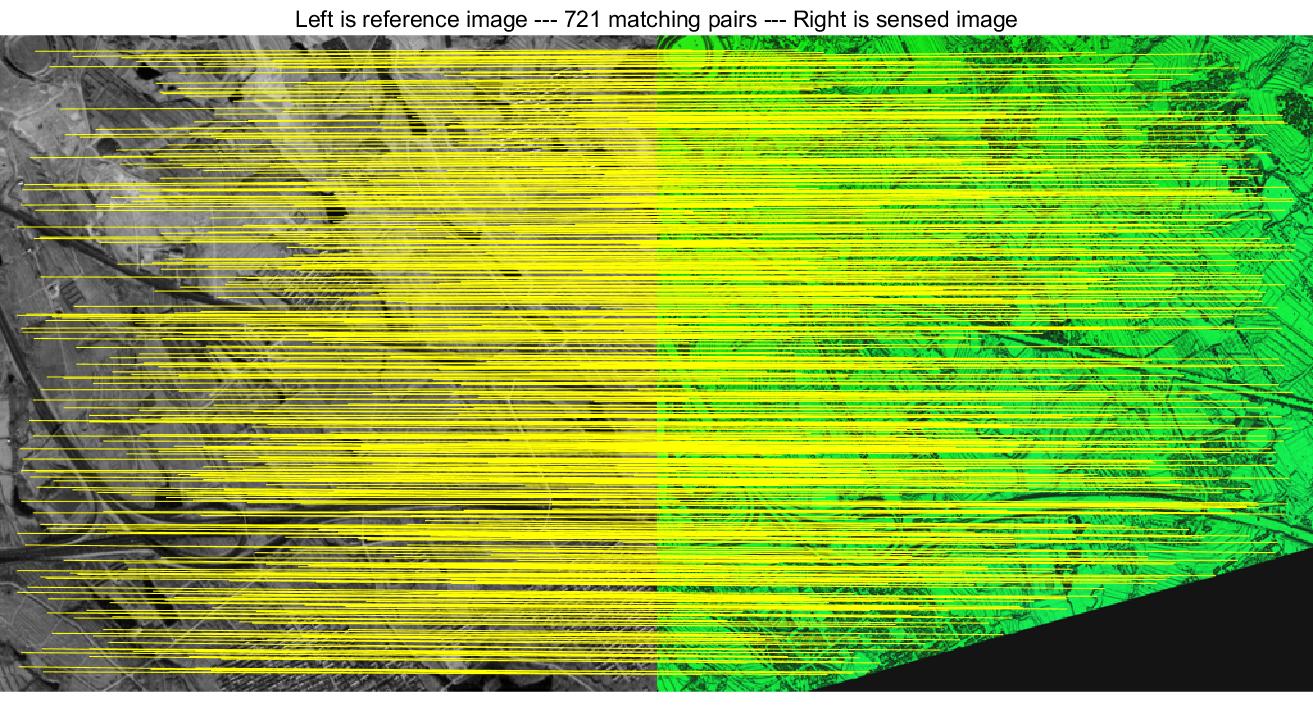 Left is reference image --- 721 matching pairs --- Right is sensed image